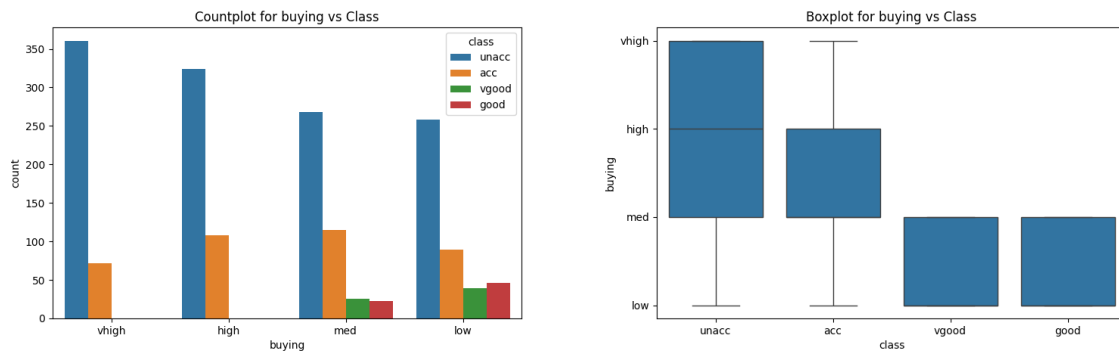 Countplot for buying vs Class
350
300
250
200
150
100
50
0
count
class
unacc
acc
vgood
good
vhigh high med low
buying
Boxplot for buying vs Class
vhigh
high
med
low
buying
unacc acc vgood good
class